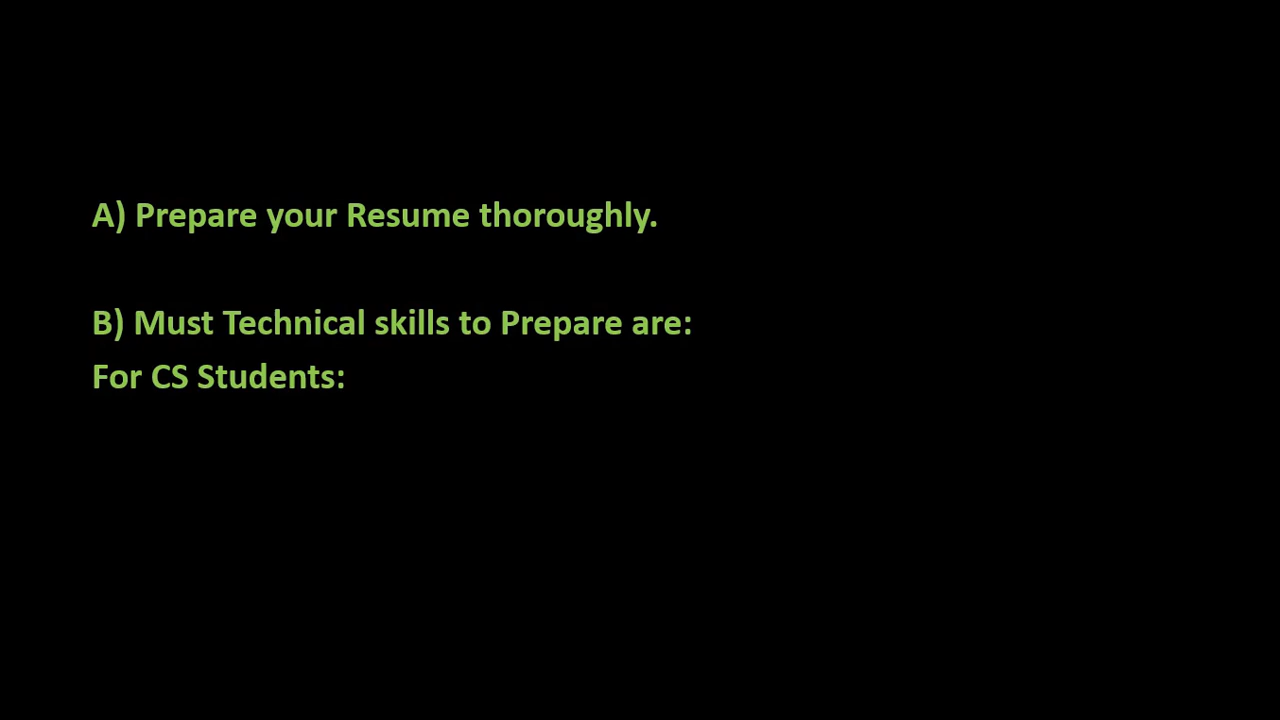 A) Prepare your Resume thoroughly.
B) Must Technical skills to Prepare are:
For CS Students: